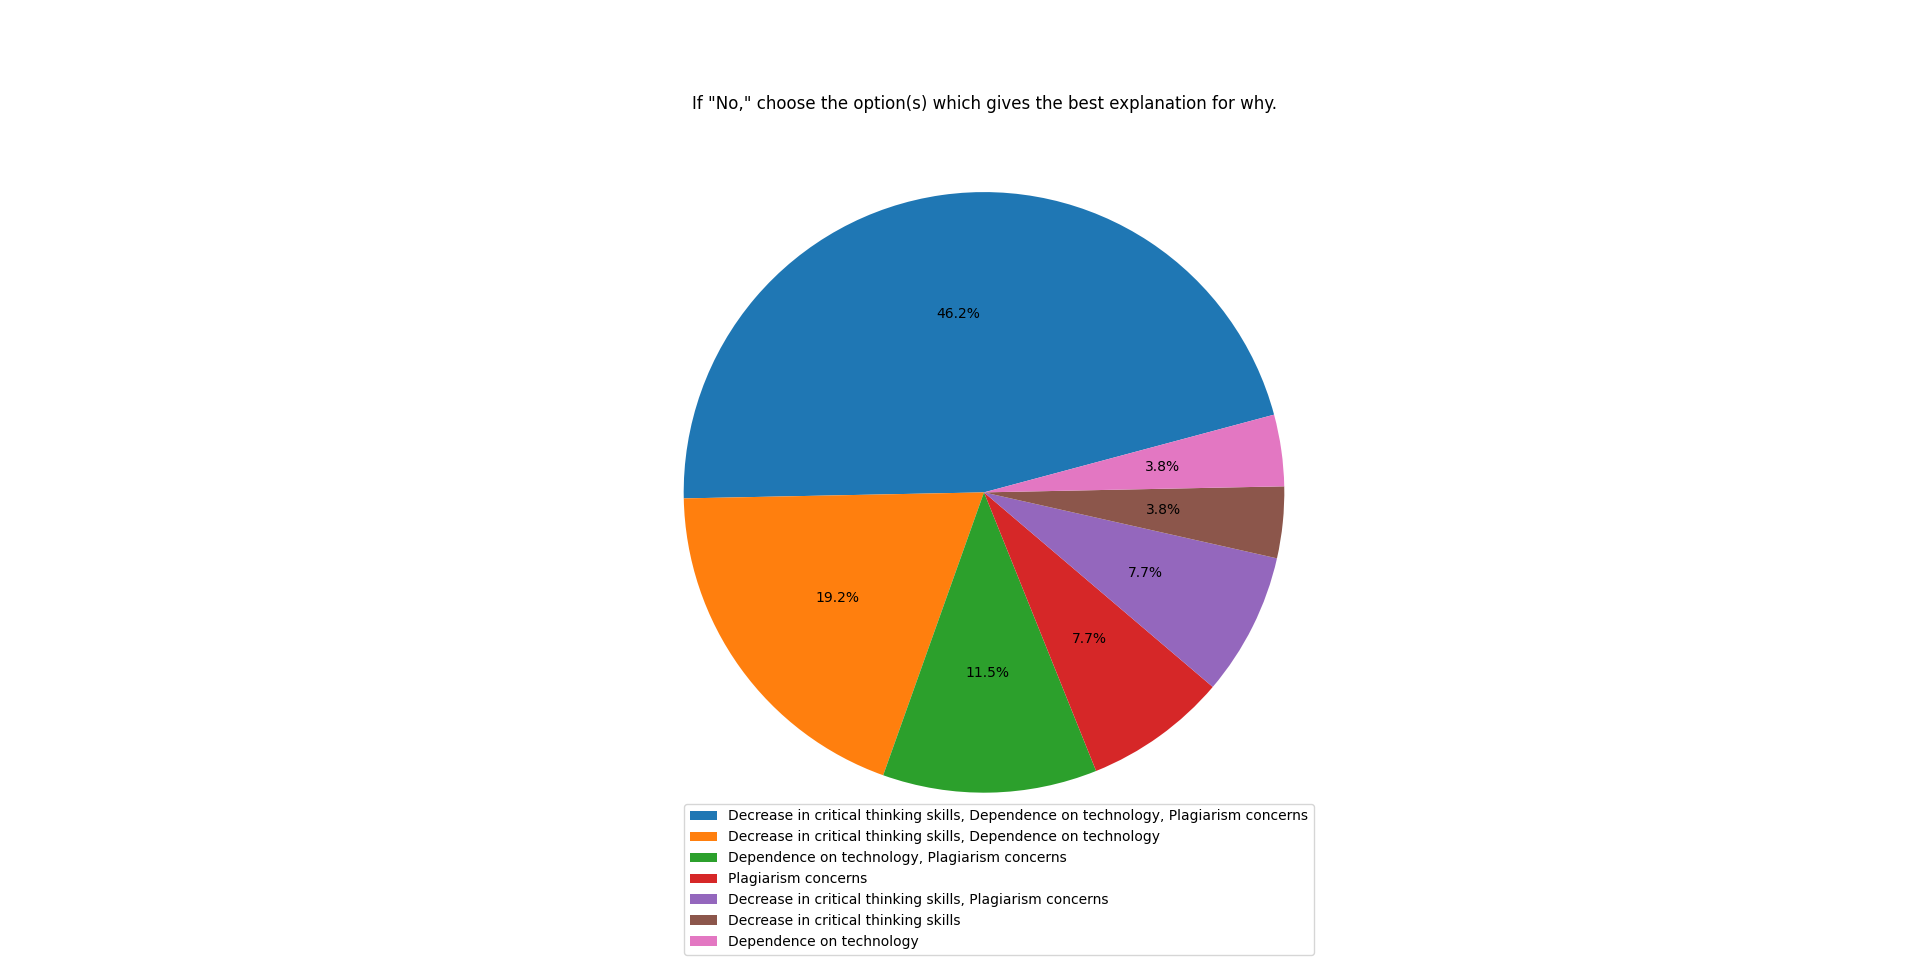 If "No," choose the option(s) which gives the best explanation for why.
46.2%
3.8%
3.8%
7.7%
19.2%
7.7%
11.5%
Decrease in critical thinking skills, Dependence on technology, Plagiarism concerns
Decrease in critical thinking skills, Dependence on technology
Dependence on technology, Plagiarism concerns
Plagiarism concerns
Decrease in critical thinking skills, Plagiarism concerns
Decrease in critical thinking skills
Dependence on technology